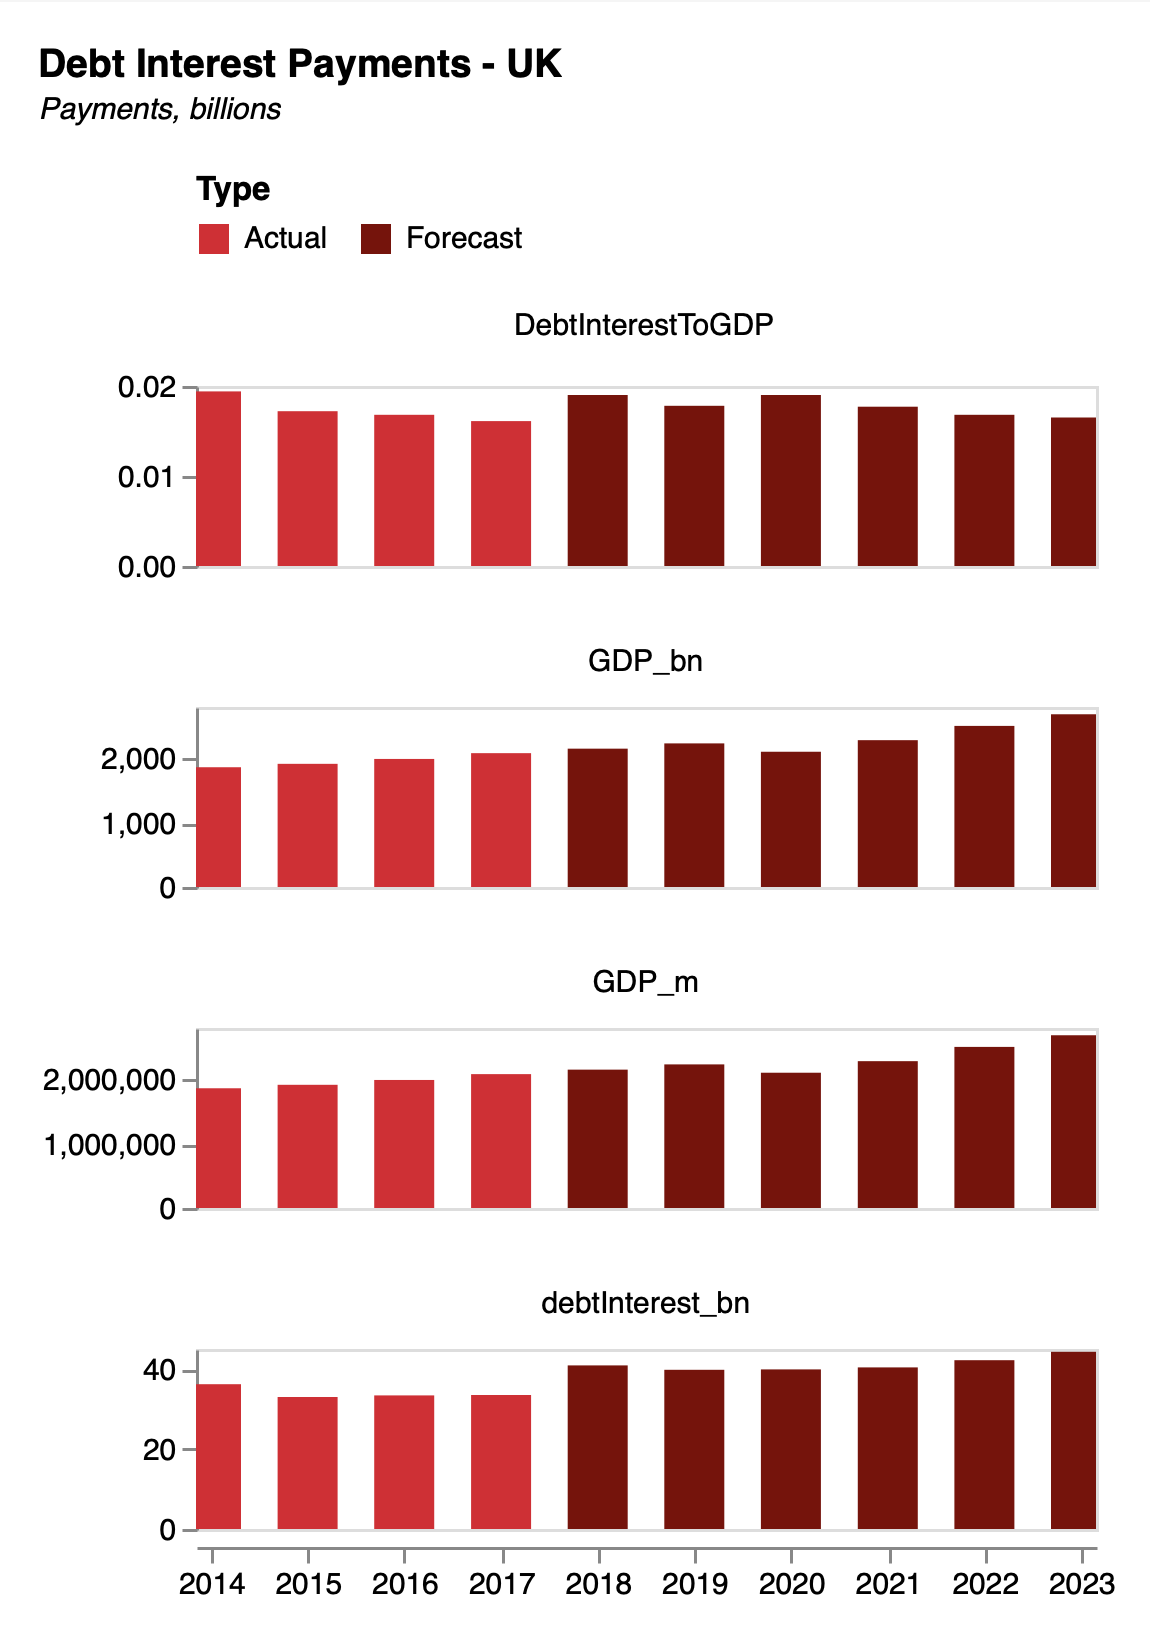 Debt Interest Payments - UK
Payments, billions
Type
Actual Forecast
DebtInterestToGDP
0.02
0.01
0.00
GDP_bn
2,000
1,000
0
GDP_m
2,000,000
1,000,000
0
debtInterest_bn
40
20
0
2014 2015 2016 2017 2018 2019 2020 2021 2022 2023